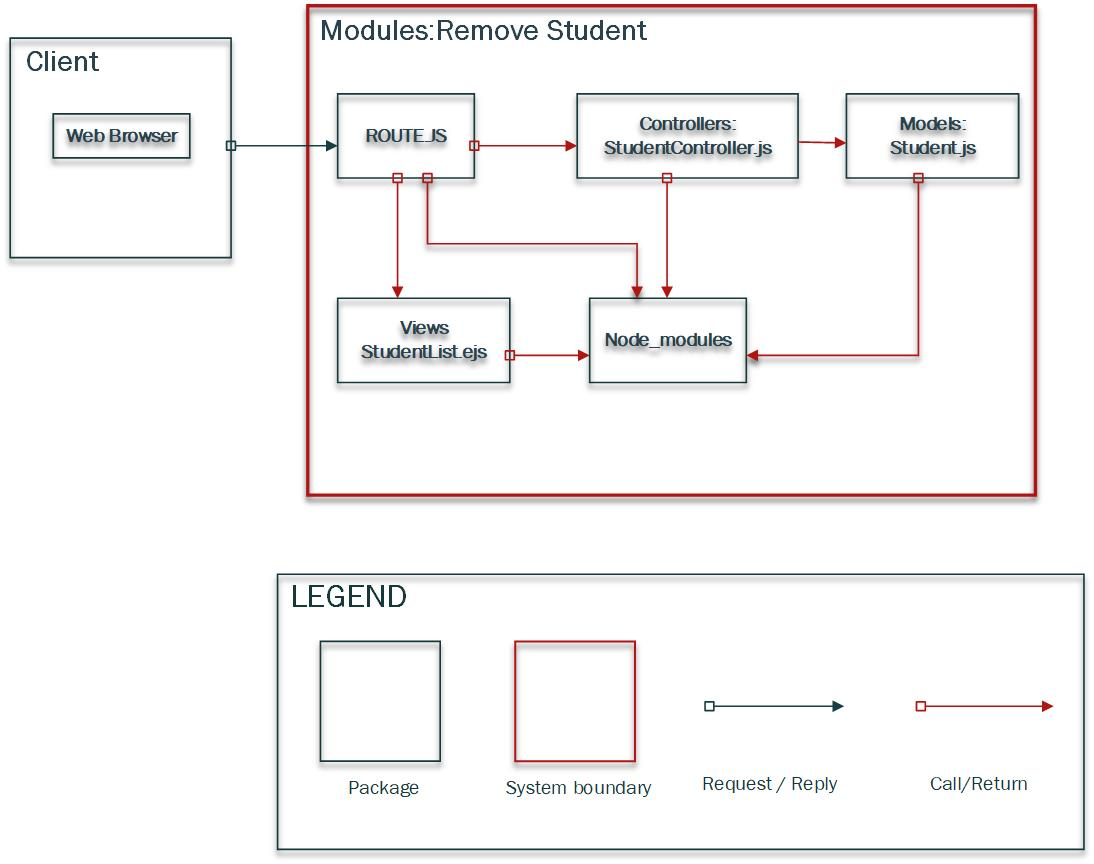 Modules:Remove Student
Client
Web Browser
ROUTE.JS
Controllers:
StudentController.js
Models:
Student.js
Views
StudentList.ejs
Node_modules
LEGEND
Package
System boundary
Request / Reply
Call/Return